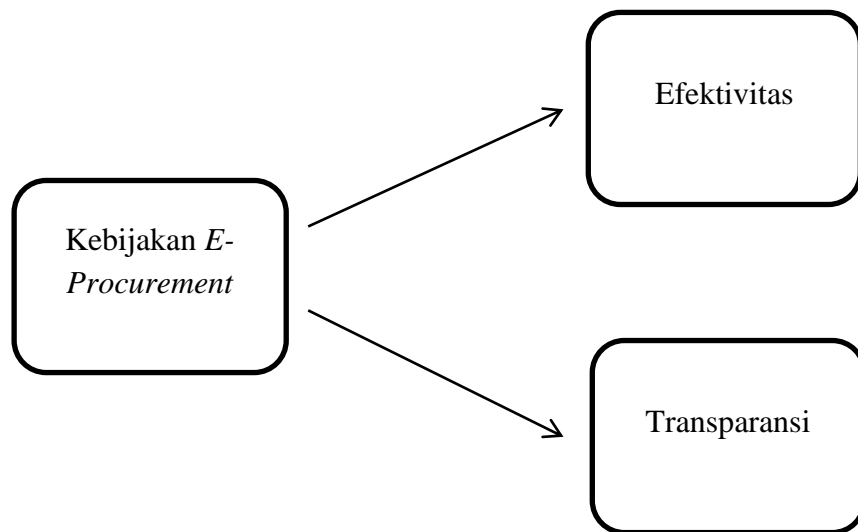 Efektivitas
Kebijakan E-
Procurement
Transparansi